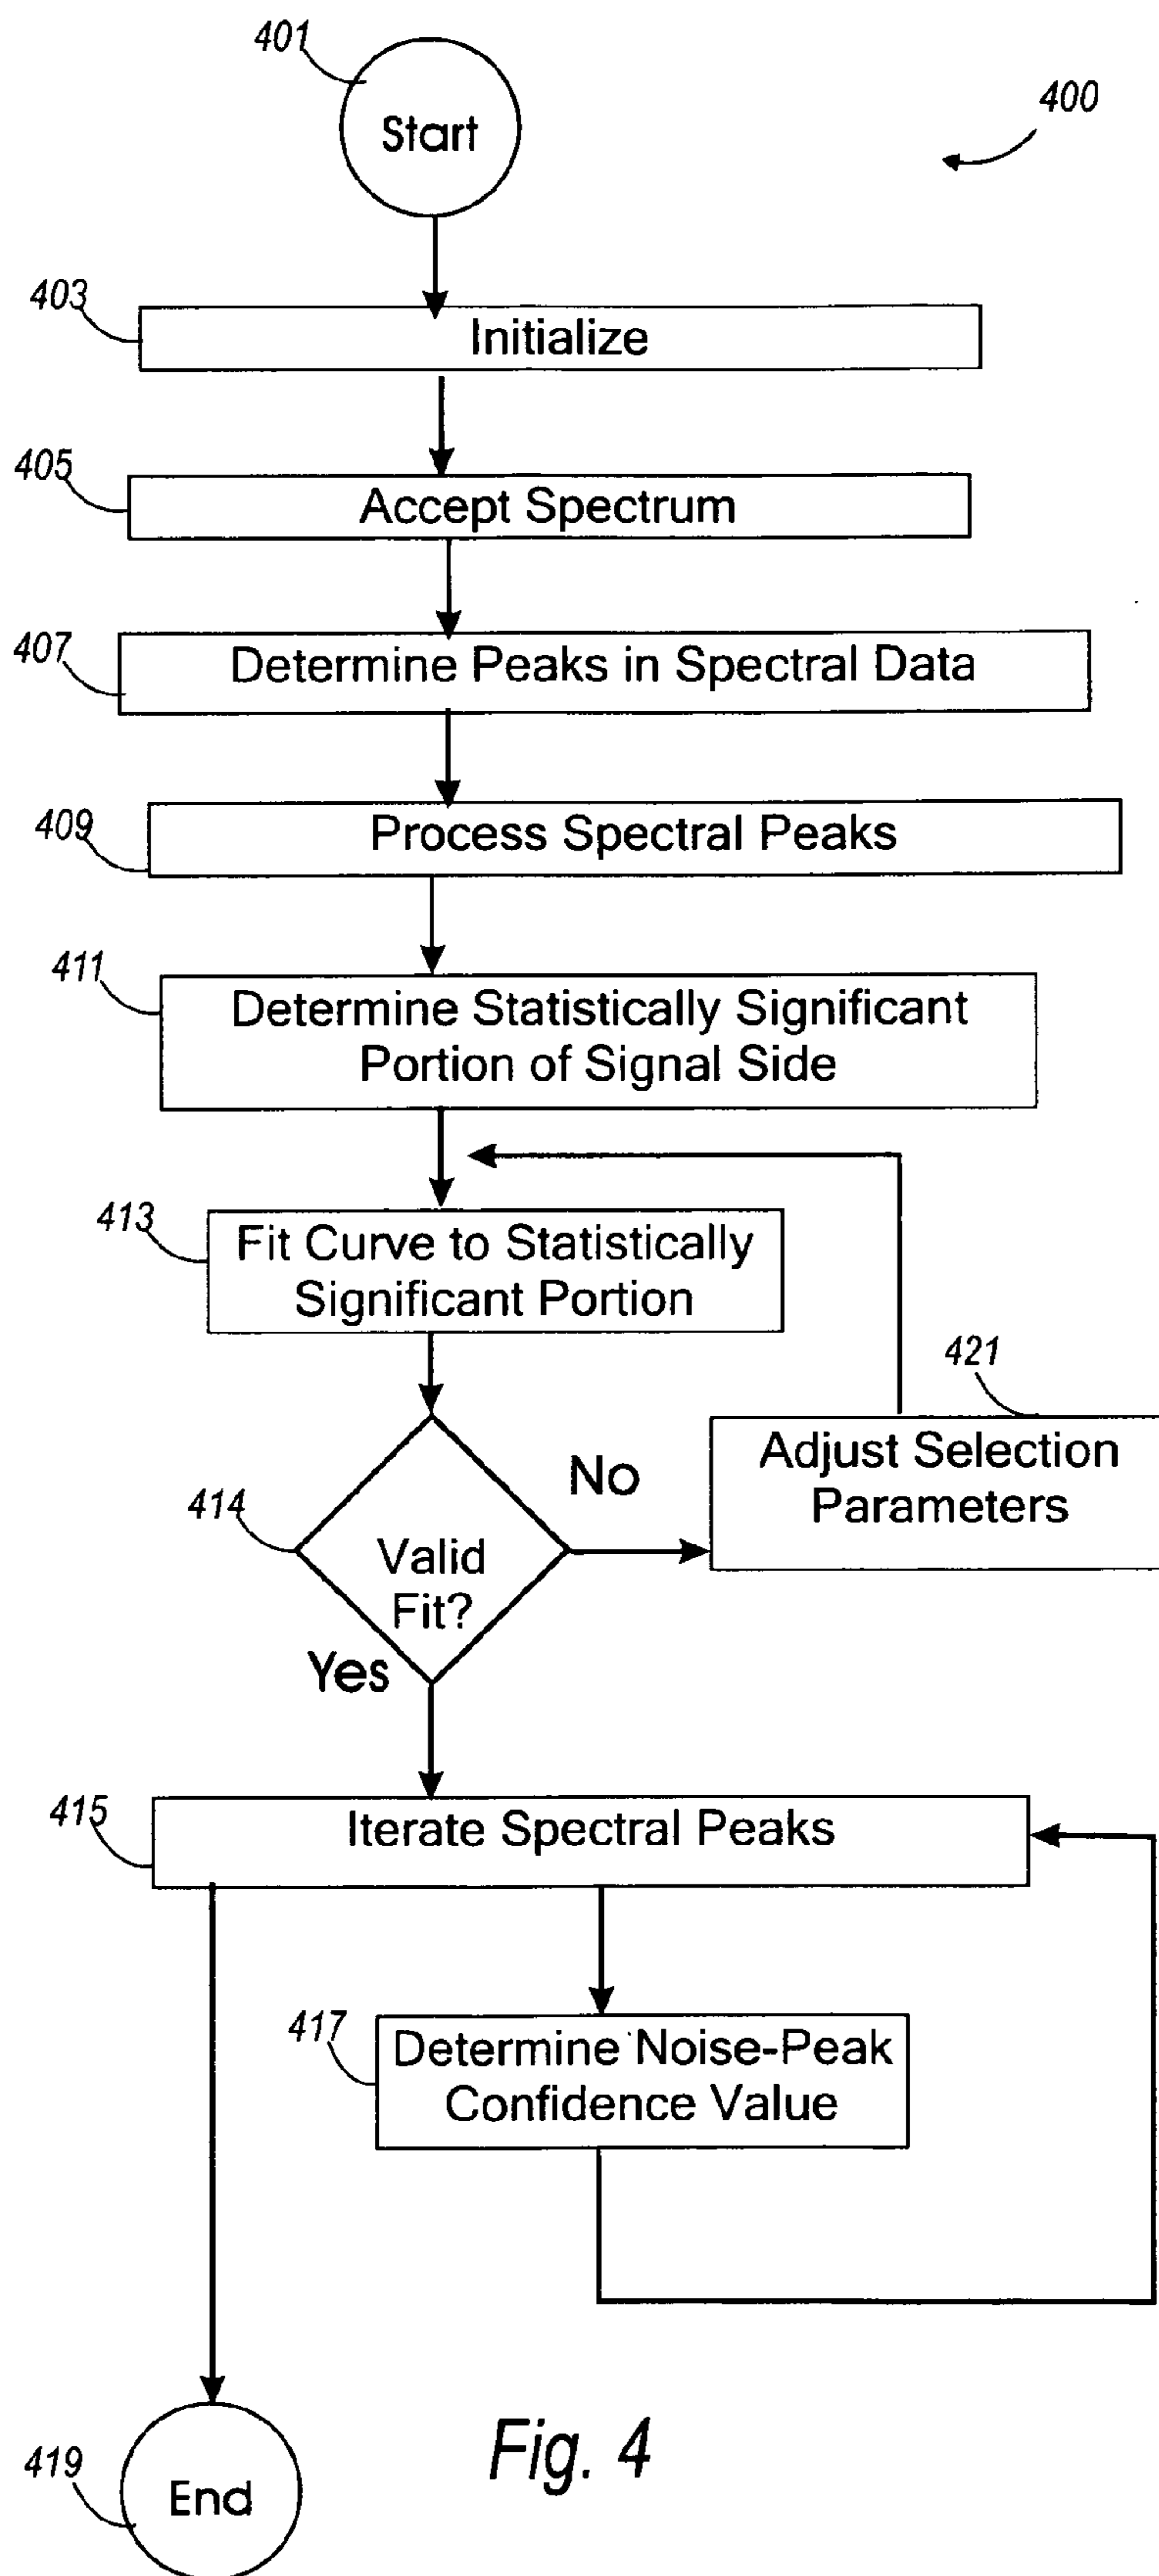 401
Start
400
403
Initialize
405
Accept Spectrum
407
Determine Peaks in Spectral Data
409
Process Spectral Peaks
411
Determine Statistically Significant
Portion of Signal Side
413
Fit Curve to Statistically
Significant Portion
421
Adjust Selection
Parameters
No
414
Valid
Fit?
Yes
415
Iterate Spectral Peaks
417
Determine Noise-Peak
Confidence Value
419
End
Fig. 4